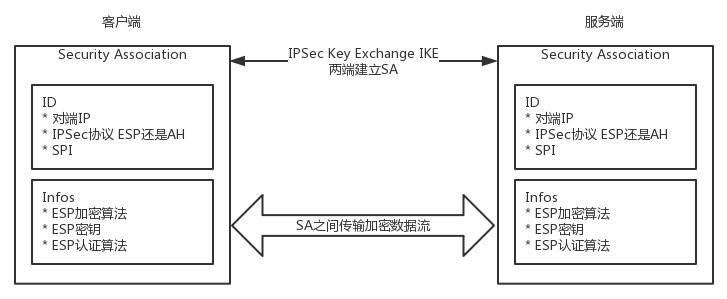 客户端
服务端
Security Association
IPSec Key Exchange IKE
两端建立SA
Security Association
ID
* 对端IP
* IPSec协议 ESP还是AH
* SPI
ID
* 对端IP
* IPSec协议 ESP还是AH
* SPI
Infos
* ESP加密算法
* ESP密钥
* ESP认证算法
SA之间传输加密数据流
Infos
* ESP加密算法
* ESP密钥
* ESP认证算法